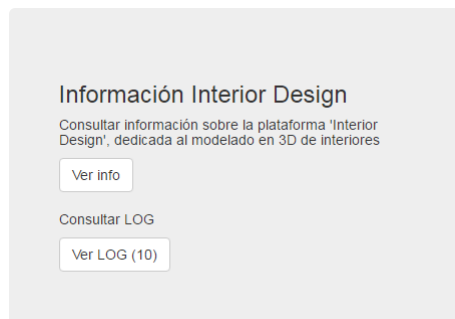 Información Interior Design
Consultar información sobre la plataforma 'Interior
Design', dedicada al modelado en 3D de interiores
Ver info
Consultar LOG
Ver LOG (10)